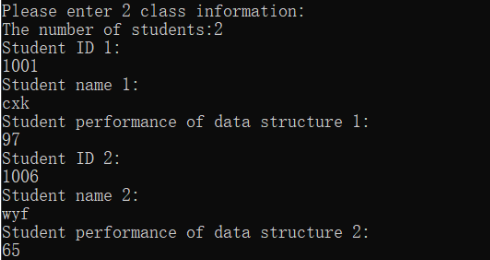 Please enter 2 class information:
The number of students:2
Student ID 1:
1001
Student name 1:
cxk
Student performance of data structure 1:
97
Student ID 2:
1006
Student name 2:
wyf
Student performance of data structure 2:
65